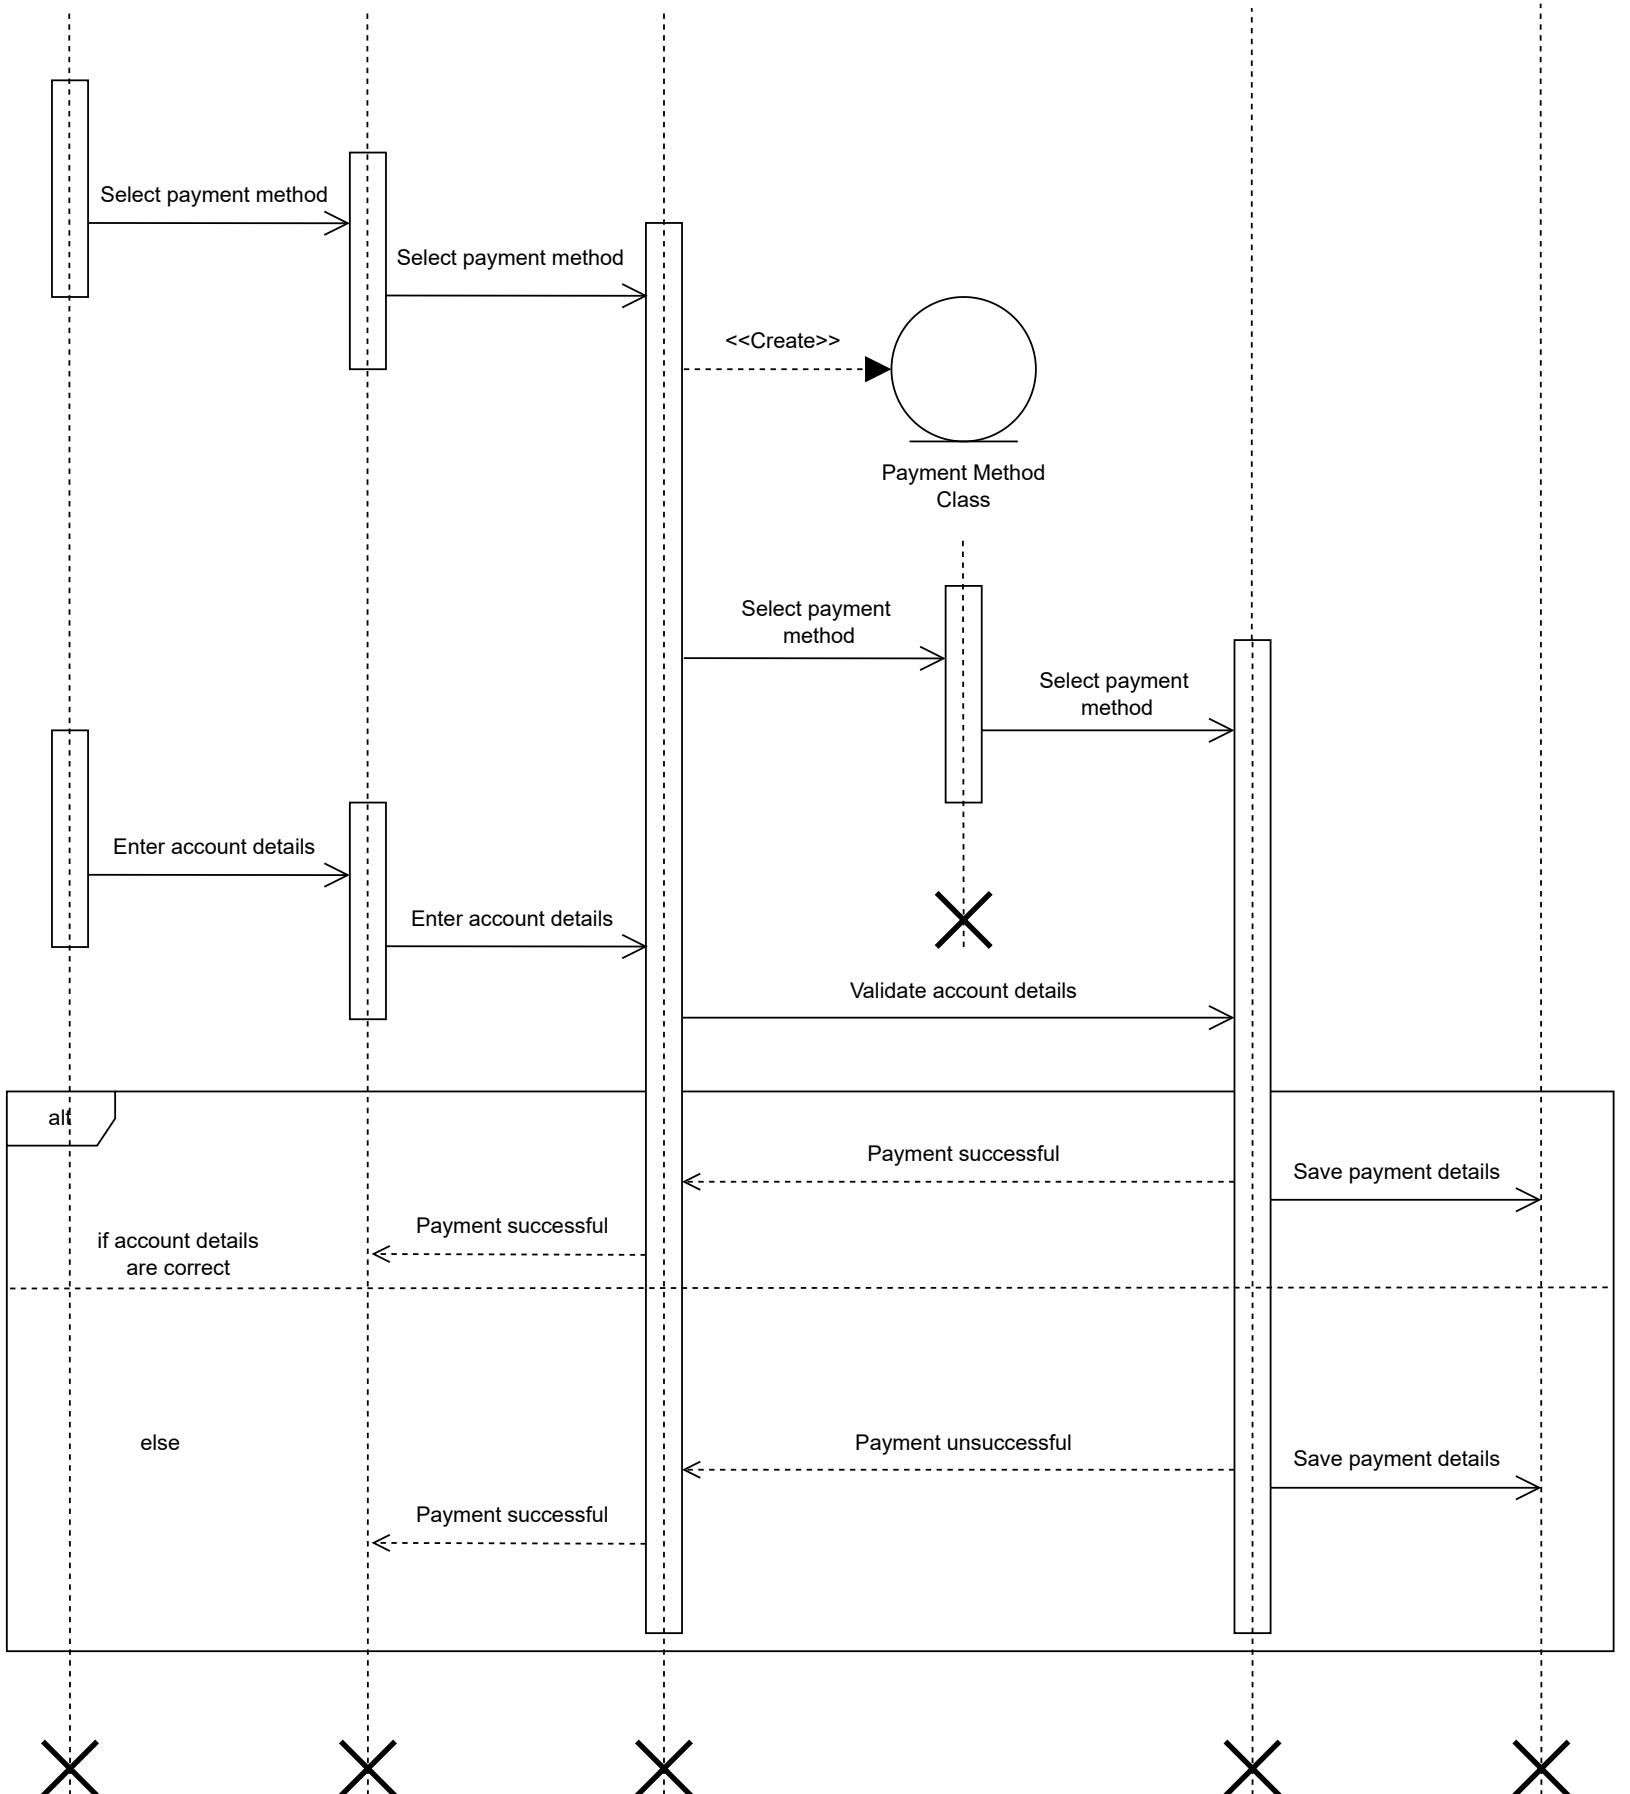 Select payment method
Select payment method
<<Create>>
Payment Method
Class
Select payment
method
Select payment
method
Enter account details
Enter account details
Validate account details
alt
Payment successful
Save payment details
Payment successful
if account details
are correct
else
Payment unsuccessful
Save payment details
Payment successful